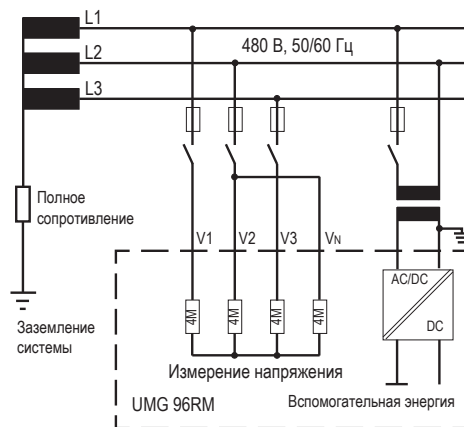 L1
480 В, 50/60 Гц
L2
L3
Полное
сопротивление
V1
V2
V3
VN
AC/DC
DC
4M
4M
4M
4M
Заземление
системы
Измерение напряжения
UMG 96RM
Вспомогательная энергия